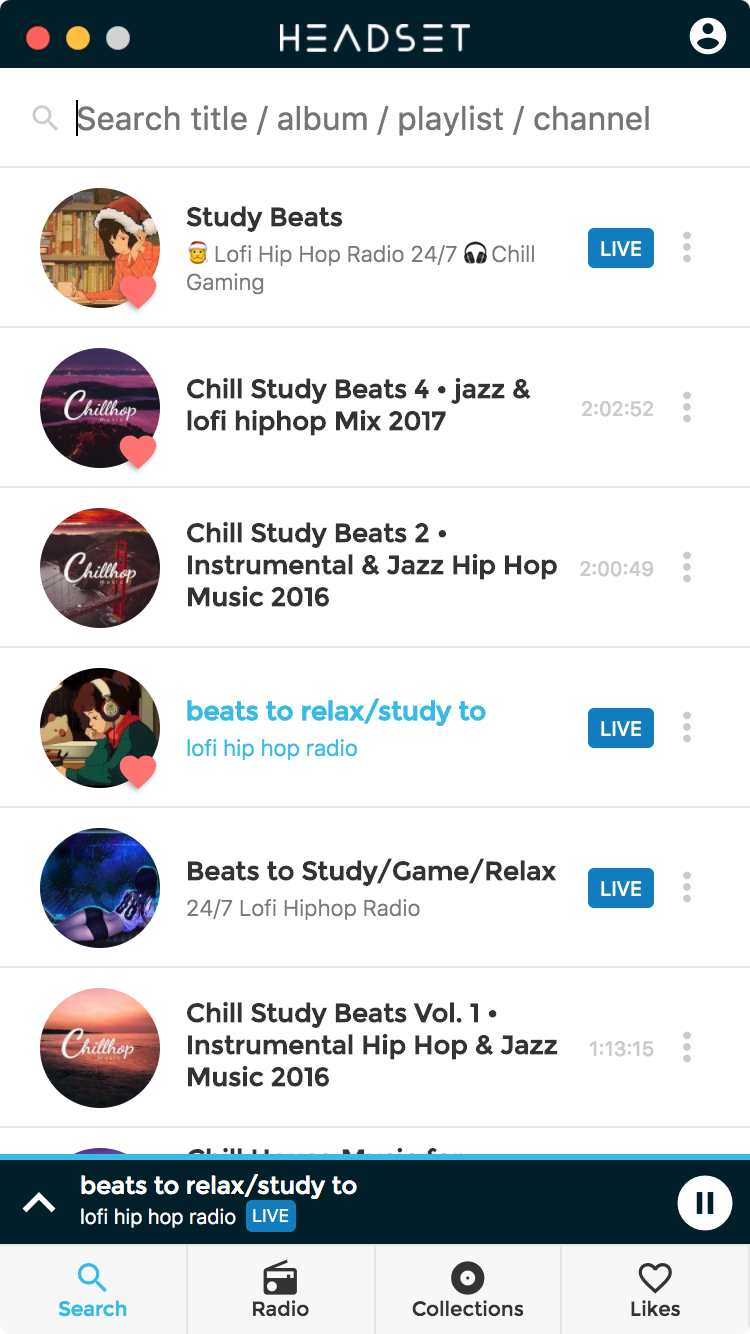 HEADSET
Search title / album / playlist / channel
Study Beats
🎅 Lofi Hip Hop Radio 24/7 🎧Chill
Gaming
LIVE
Chillhop
music
Chill Study Beats 4 • jazz &
lofi hiphop Mix 2017
2:02:52
Chillhop
music
Chill Study Beats 2 •
Instrumental & Jazz Hip Hop
Music 2016
2:00:49
beats to relax/study to
lofi hip hop radio
LIVE
Beats to Study/Game/Relax
24/7 Lofi Hiphop Radio
LIVE
Chillhop
music
Chill Study Beats Vol. 1 •
Instrumental Hip Hop & Jazz
Music 2016
1:13:15
beats to relax/study to
lofi hip hop radio LIVE
Search
Radio
Collections
Likes